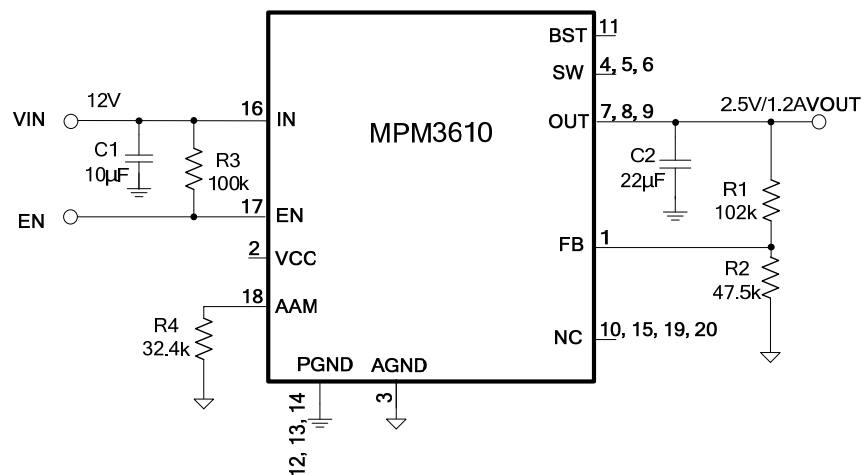 BST
11
SW
4, 5, 6
VIN
12V
16
IN
MPM3610
OUT
7, 8, 9
2.5V/1.2AVOUT
C1
10µF
R3
100k
C2
22µF
R1
102k
EN
17
EN
FB
1
2
VCC
R2
47.5k
18
AAM
R4
32.4k
NC
10, 15, 19, 20
PGND
AGND
12, 13, 14
3